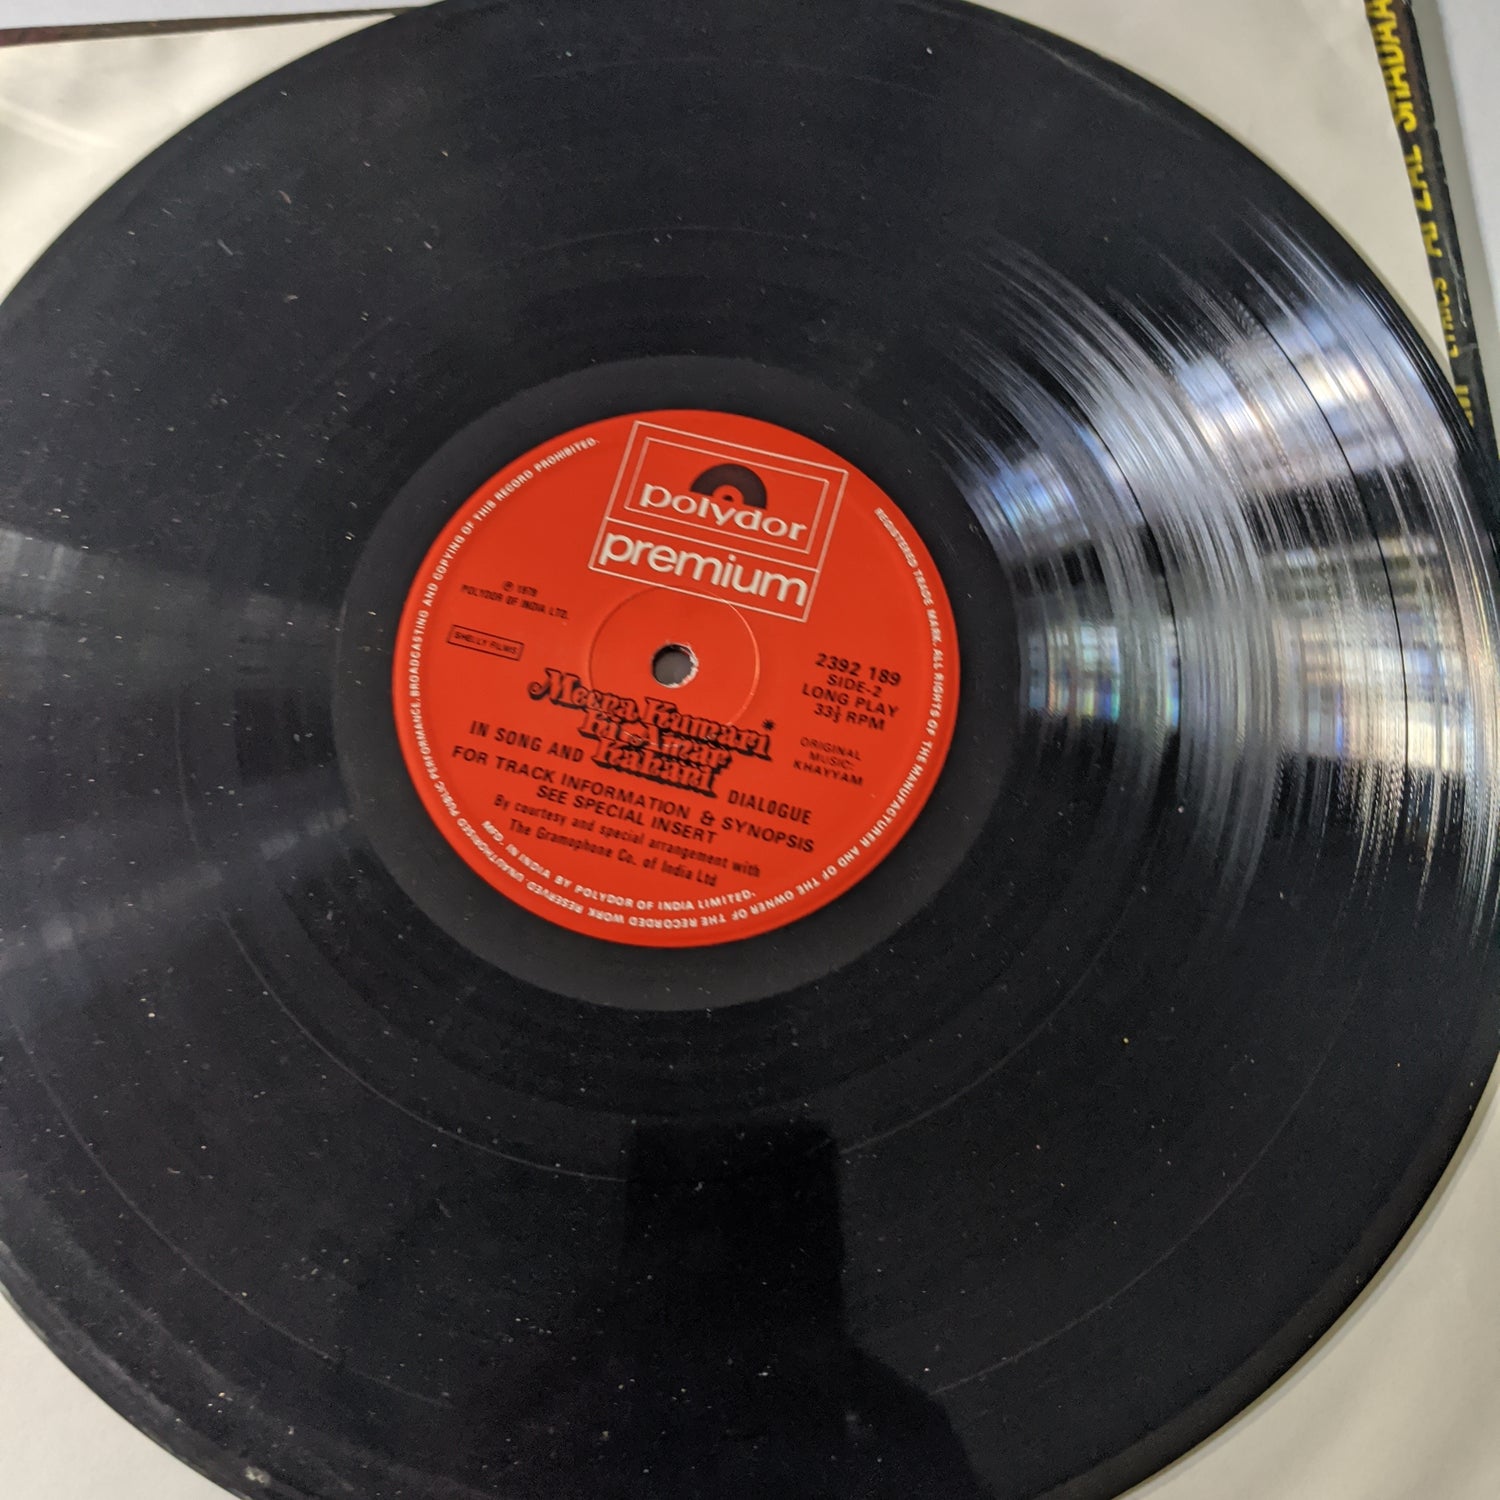 polydor
premium
℗ 1979
POLYDOR OF INDIA LTD.
SHELLY FILMS
2392 189
SIDE-2
LONG PLAY
33⅓ RPM
ORIGINAL
MUSIC:
KHAYYAM
Meena Kumari*
Ki Amar
Kahani
IN SONG AND DIALOGUE
FOR TRACK INFORMATION & SYNOPSIS
SEE SPECIAL INSERT
By courtesy and special arrangement with
The Gramophone Co. of India Ltd
MFD. IN INDIA BY POLYDOR OF INDIA LIMITED.
REGISTERED TRADE MARK. ALL RIGHTS OF THE MANUFACTURER AND OF THE OWNER OF THE RECORDED WORK RESERVED UNAUTHORISED PUBLIC PERFORMANCE, BROADCASTING AND COPYING OF THIS RECORD PROHIBITED.
LYRICS